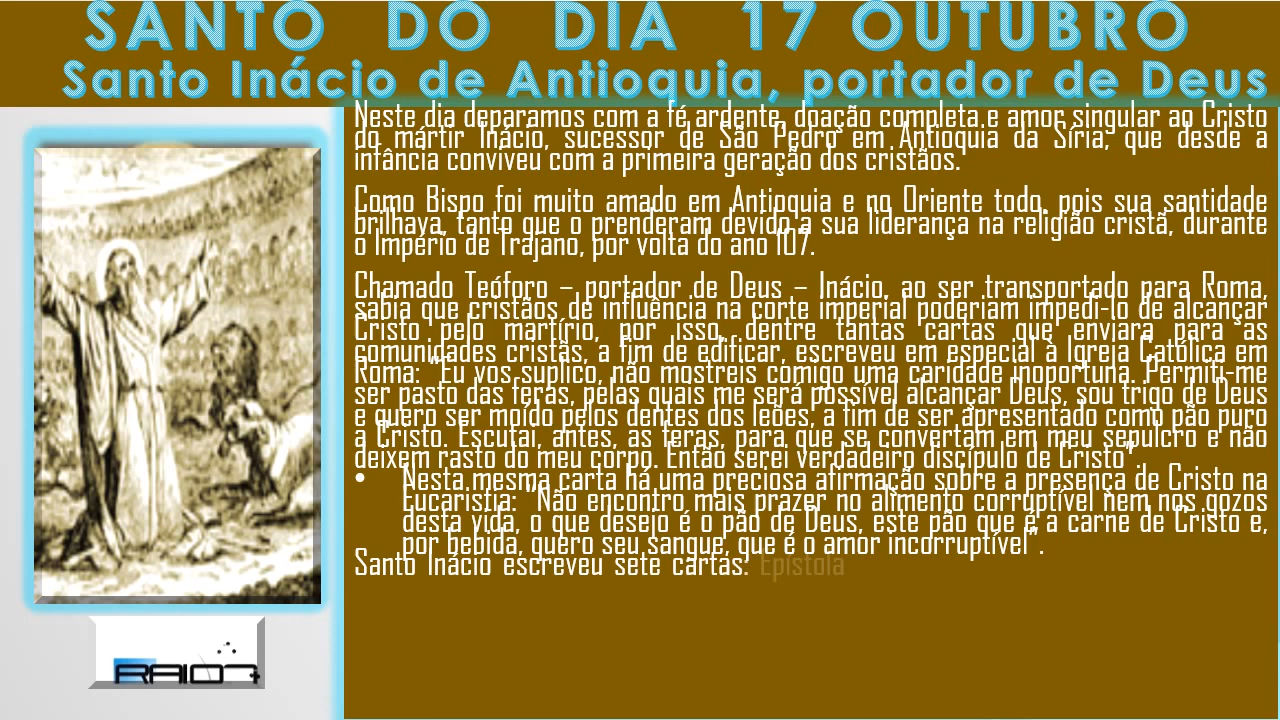 SANTO DO DIA 17 OUTUBRO
Santo Inácio de Antioquia, portador de Deus
Neste dia deparamos com a fé ardente, doação completa e amor singular ao Cristo
do mártir Inácio, sucessor de São Pedro em Antioquia da Síria, que desde a
infância conviveu com a primeira geração dos cristãos.
Como Bispo foi muito amado em Antioquia e no Oriente todo, pois sua santidade
brilhava, tanto que o prenderam devido a sua liderança na religião cristã, durante
o Império de Trajano, por volta do ano 107.
Chamado Teóforo – portador de Deus – Inácio, ao ser transportado para Roma,
sabia que cristãos de influência na corte imperial poderiam impedi-lo de alcançar
Cristo pelo martírio, por isso, dentre tantas cartas que enviara para as
comunidades cristãs, a fim de edificar, escreveu em especial à Igreja Católica em
Roma: "Eu vos suplico, não mostreis comigo uma caridade inoportuna. Permiti-me
ser pasto das feras, pelas quais me será possível alcançar Deus, sou trigo de Deus
e quero ser moído pelos dentes dos leões, a fim de ser apresentado como pão puro
a Cristo. Escutai, antes, as feras, para que se convertam em meu sepulcro e não
deixem rasto do meu corpo. Então serei verdadeiro discípulo de Cristo".
• Nesta mesma carta há uma preciosa afirmação sobre a presença de Cristo na
Eucaristia: "Não encontro mais prazer no alimento corruptível nem nos gozos
desta vida, o que desejo é o pão de Deus, este pão que é a carne de Cristo e,
por bebida, quero seu sangue, que é o amor incorruptível".
Santo Inácio escreveu sete cartas: Epístola
RAIO7